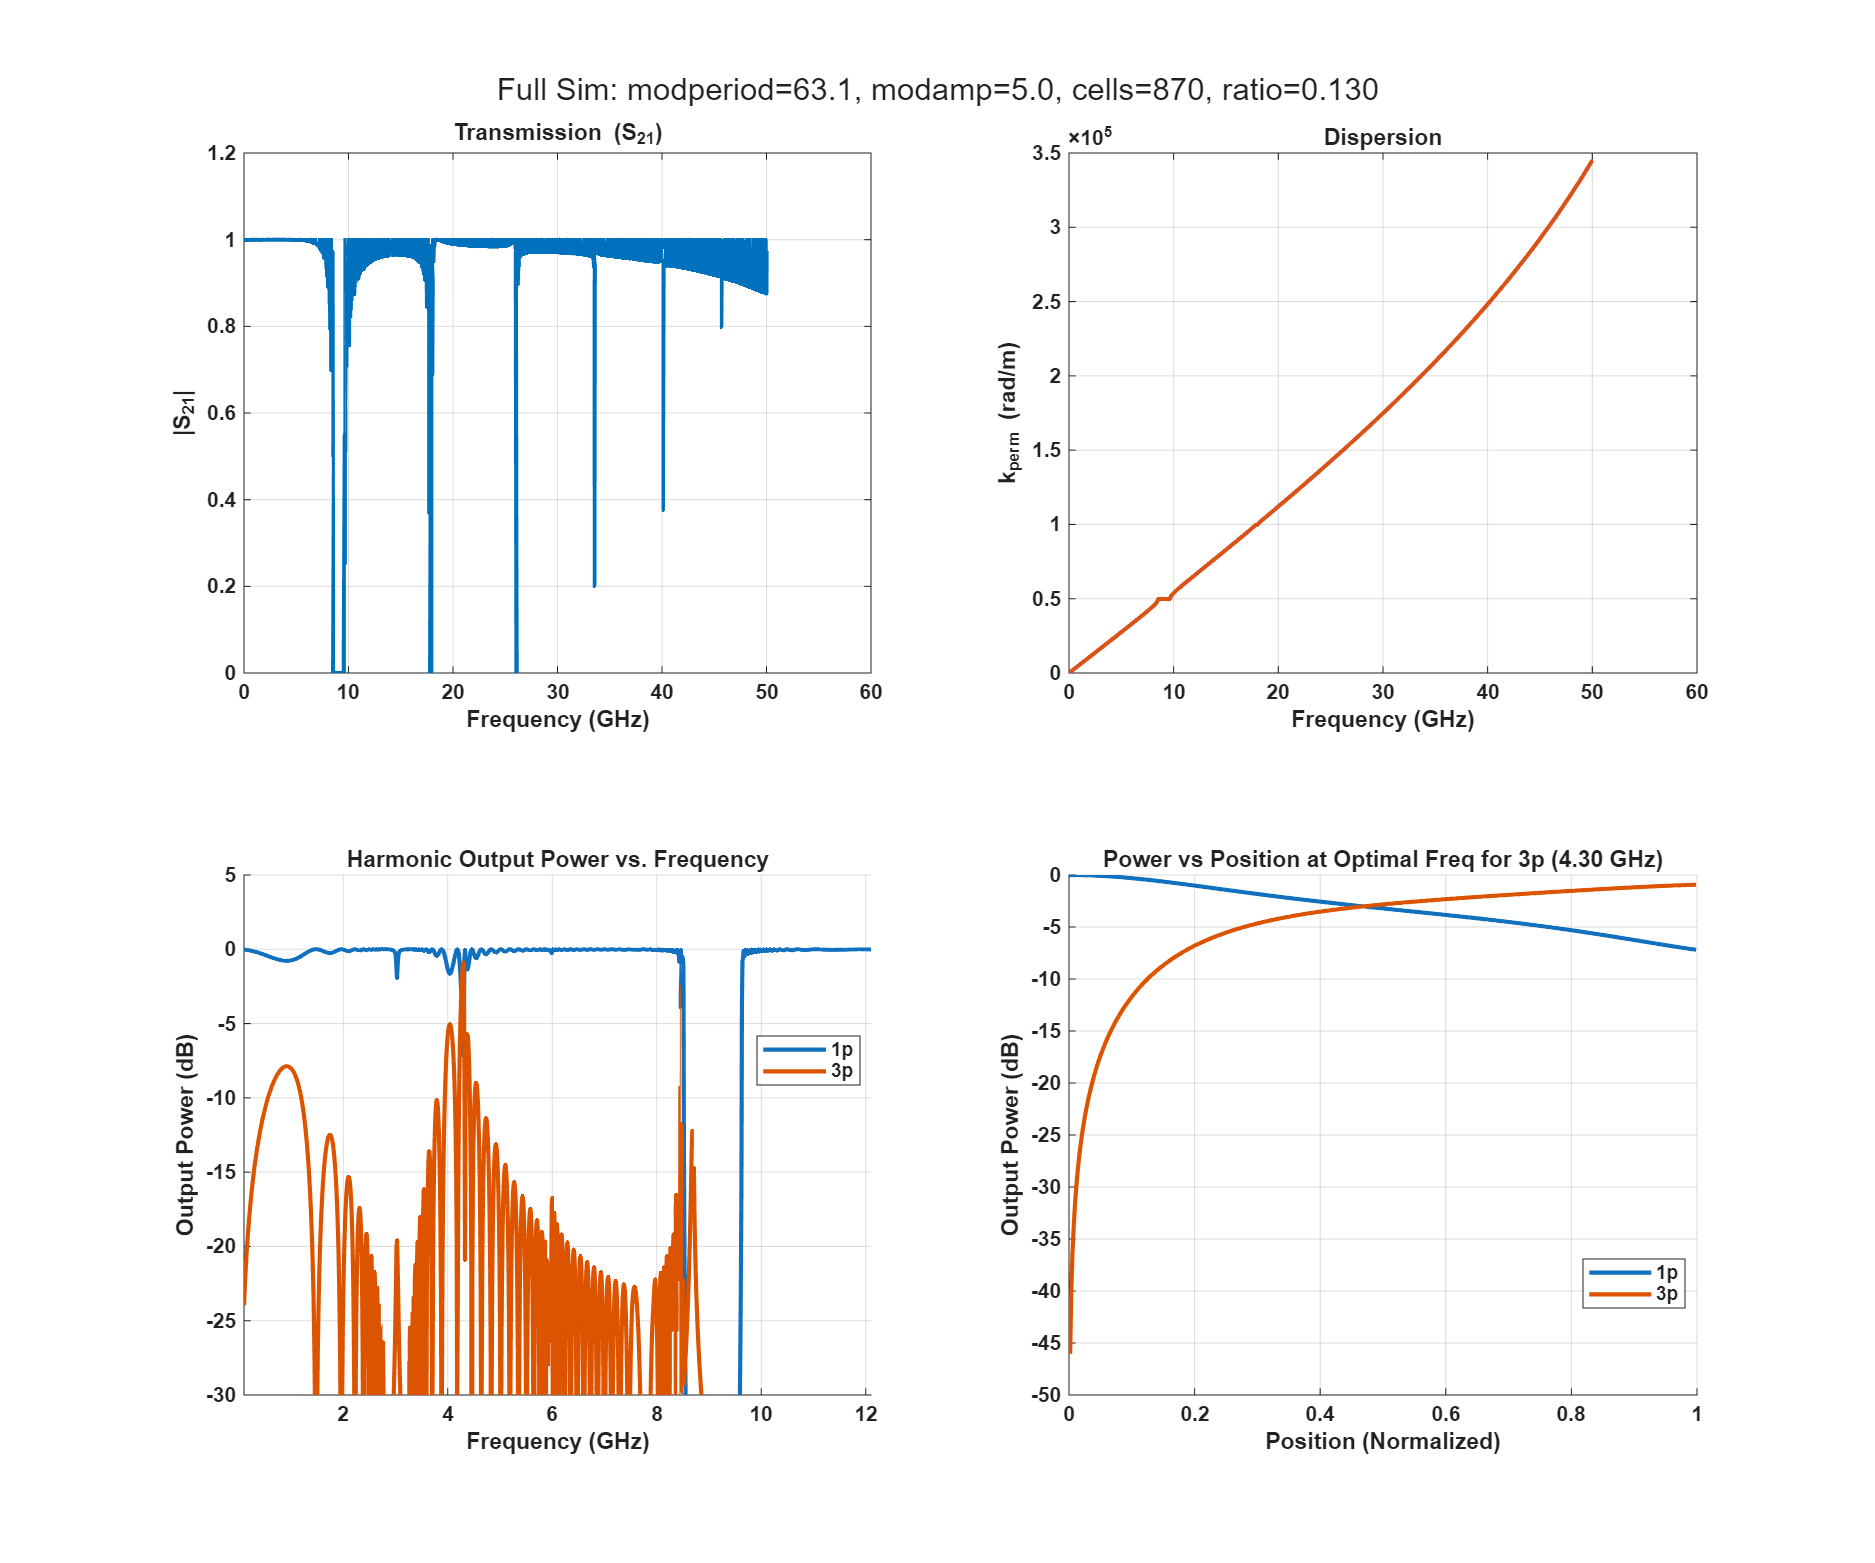 Full Sim: modperiod=63.1, modamp=5.0, cells=870, ratio=0.130
Transmission (S21)
1.2
1
0.8
0.6
0.4
0.2
0
0 10 20 30 40 50 60
Frequency (GHz)
|S21|
Dispersion
×10^5
3.5
3
2.5
2
1.5
1
0.5
0
0 10 20 30 40 50 60
Frequency (GHz)
kperm (rad/m)
Harmonic Output Power vs. Frequency
5
0
-5
-10
-15
-20
-25
-30
2 4 6 8 10 12
Frequency (GHz)
Output Power (dB)
1p
3p
Power vs Position at Optimal Freq for 3p (4.30 GHz)
0
-5
-10
-15
-20
-25
-30
-35
-40
-45
-50
0 0.2 0.4 0.6 0.8 1
Position (Normalized)
Output Power (dB)
1p
3p